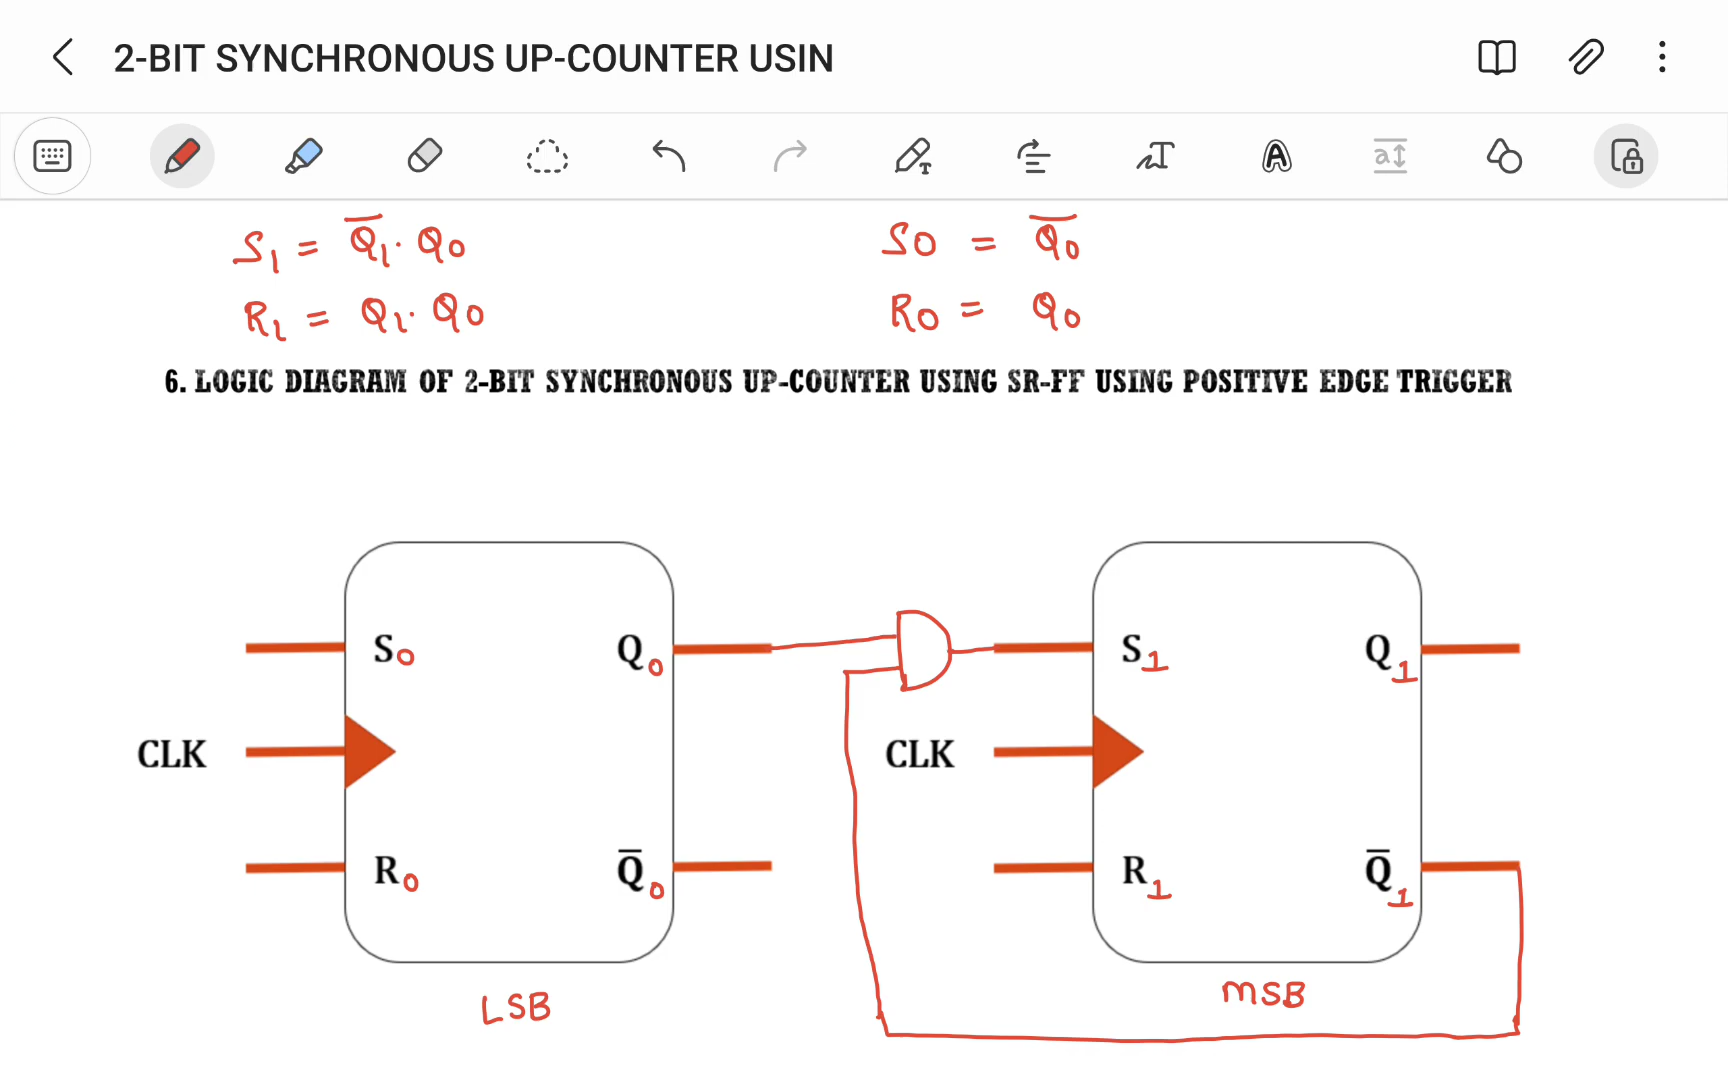 2-BIT SYNCHRONOUS UP-COUNTER USIN
S1 = Q̅1 · Q0
S0 = Q̅0
R1 = Q1 · Q0
R0 = Q0
6. LOGIC DIAGRAM OF 2-BIT SYNCHRONOUS UP-COUNTER USING SR-FF USING POSITIVE EDGE TRIGGER
S0 Q0 S1 Q1
CLK CLK
R0 Q̅0 R1 Q̅1
LSB MSB